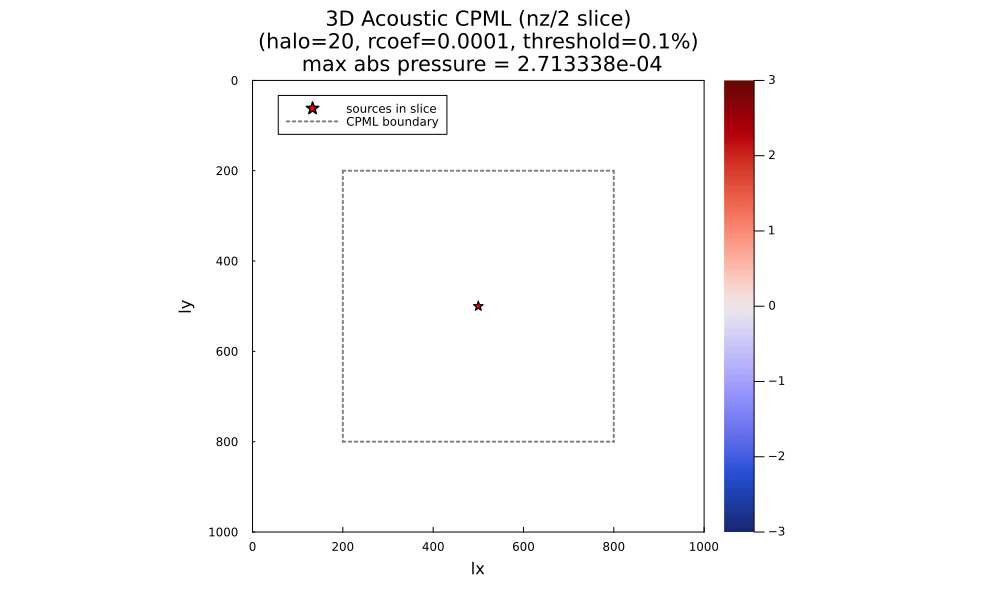 3D Acoustic CPML (nz/2 slice)
(halo=20, rcoef=0.0001, threshold=0.1%)
max abs pressure = 2.713338e-04
sources in slice
CPML boundary
0
200
400
600
800
1000
ly
0
200
400
600
800
1000
lx
3
2
1
0
−1
−2
−3